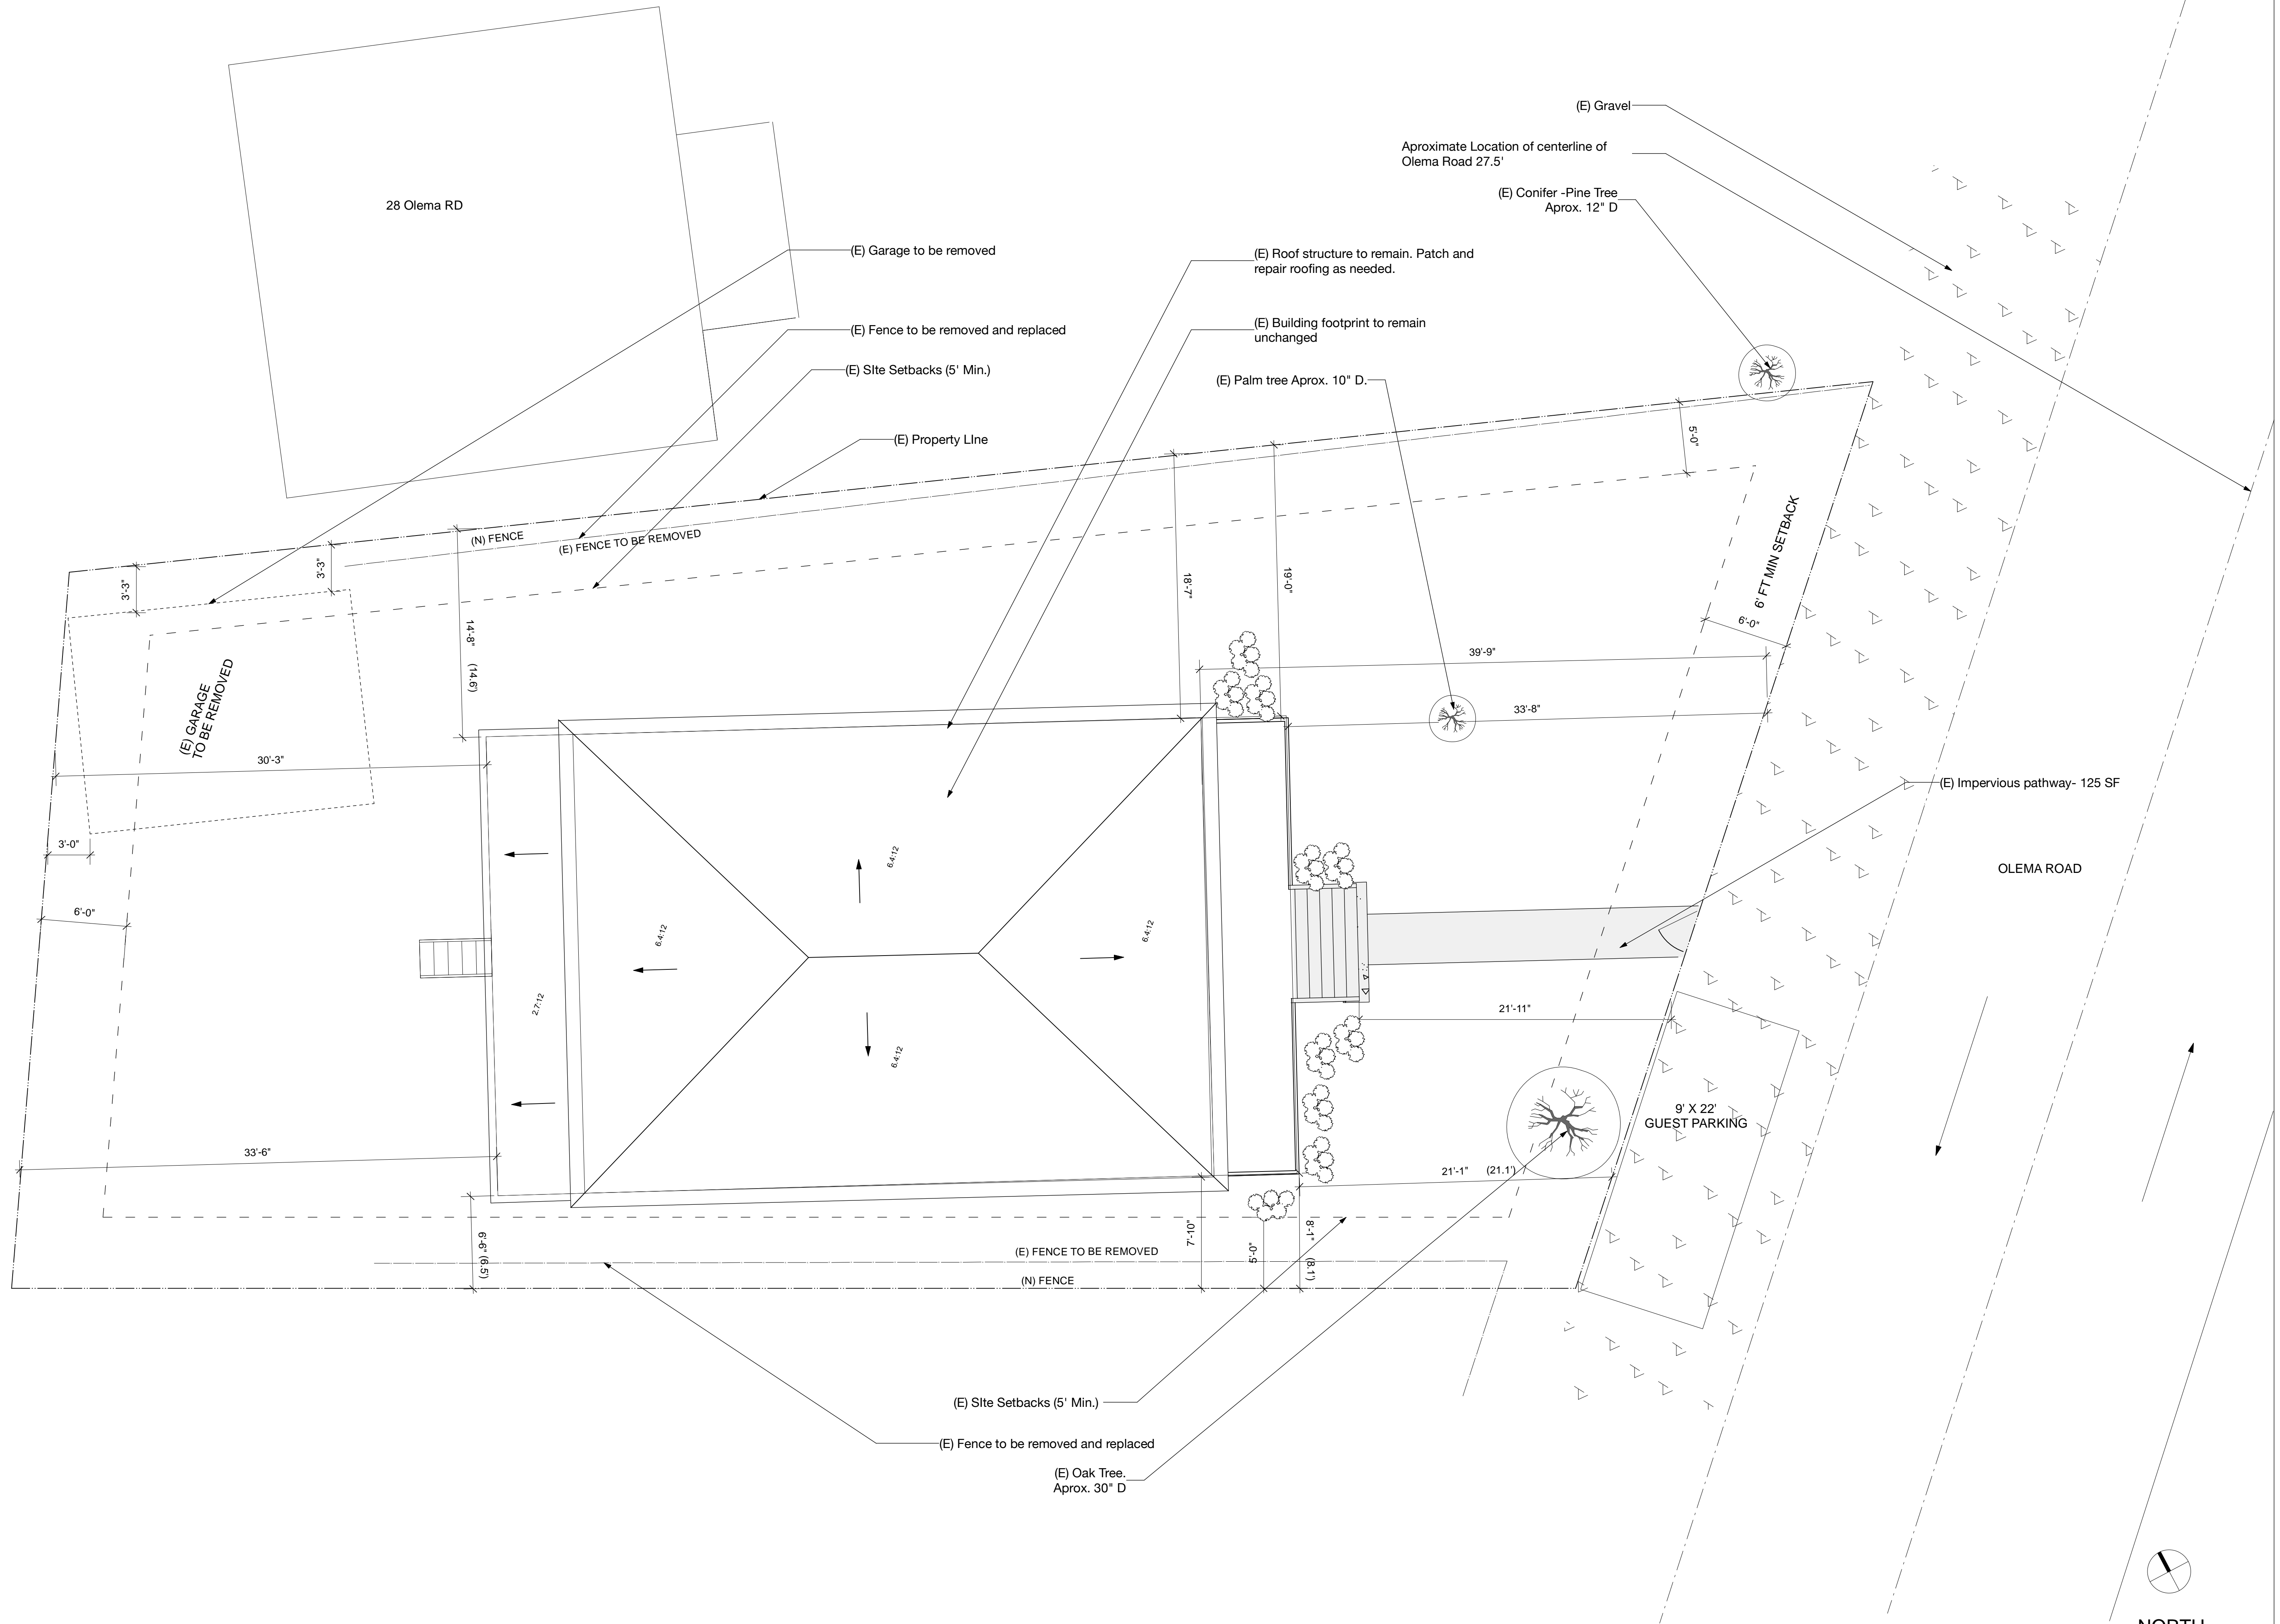 (E) Gravel
Aproximate Location of centerline of
Olema Road 27.5'
(E) Conifer -Pine Tree
Aprox. 12" D
28 Olema RD
(E) Garage to be removed
(E) Roof structure to remain. Patch and
repair roofing as needed.
(E) Fence to be removed and replaced
(E) Building footprint to remain
unchanged
(E) SIte Setbacks (5' Min.)
(E) Palm tree Aprox. 10" D.
(E) Property LIne
5'-0"
(N) FENCE
(E) FENCE TO BE REMOVED
6' FT MIN SETBACK
3'-3"
3'-3"
18'-7"
19'-0"
6'-0"
14'-8" (14.6')
39'-9"
(E) GARAGE
TO BE REMOVED
33'-8"
30'-3"
(E) Impervious pathway- 125 SF
3'-0"
6.4:12
OLEMA ROAD
6'-0"
6.4:12
6.4:12
2.7:12
21'-11"
6.4:12
9' X 22'
GUEST PARKING
33'-6"
21'-1" (21.1')
6'-6" (6.5')
7'-10"
5'-0"
8'-1" (8.1')
(E) FENCE TO BE REMOVED
(N) FENCE
(E) SIte Setbacks (5' Min.)
(E) Fence to be removed and replaced
(E) Oak Tree.
Aprox. 30" D
NORTH